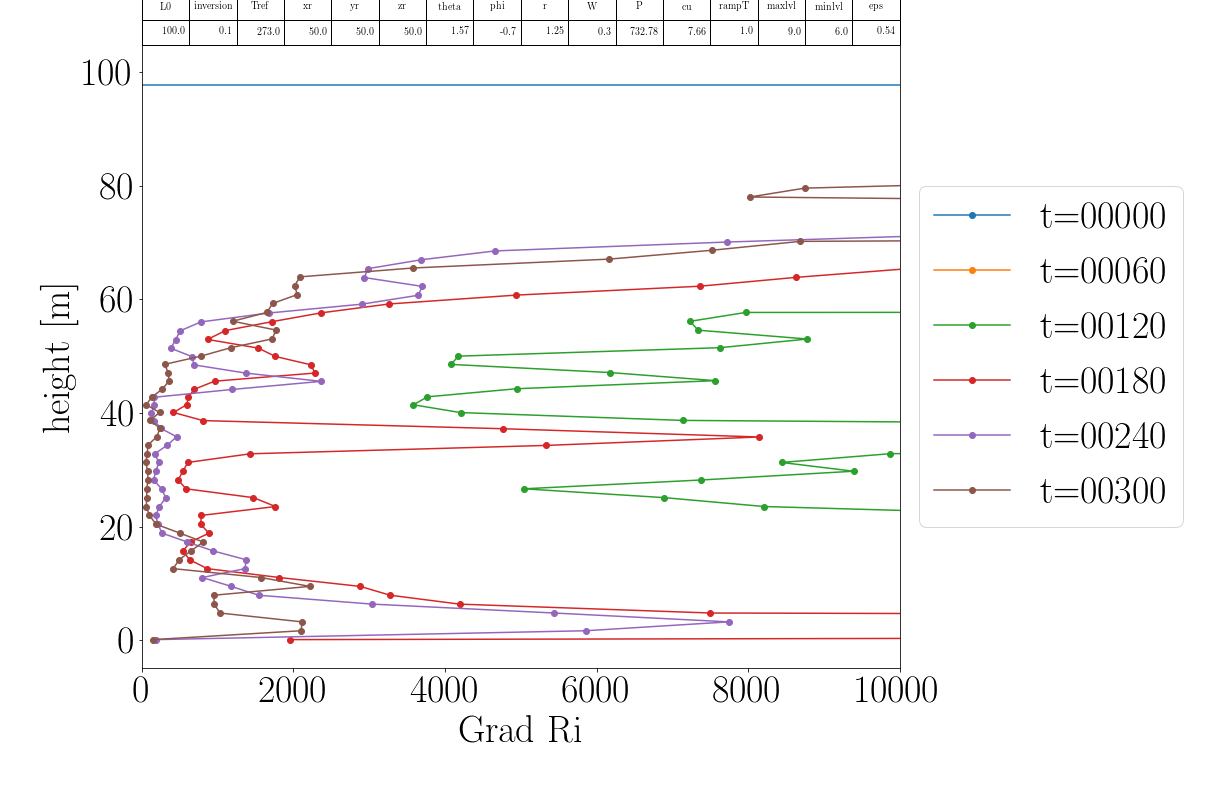 L0 inversion Tref xr yr zr theta phi r W P cu rampT maxlvl minlvl eps
100.0 0.1 273.0 50.0 50.0 50.0 1.57 -0.7 1.25 0.3 732.78 7.66 1.0 9.0 6.0 0.54
100
80
60
40
20
0
height [m]
0 2000 4000 6000 8000 10000
Grad Ri
t=00000
t=00060
t=00120
t=00180
t=00240
t=00300